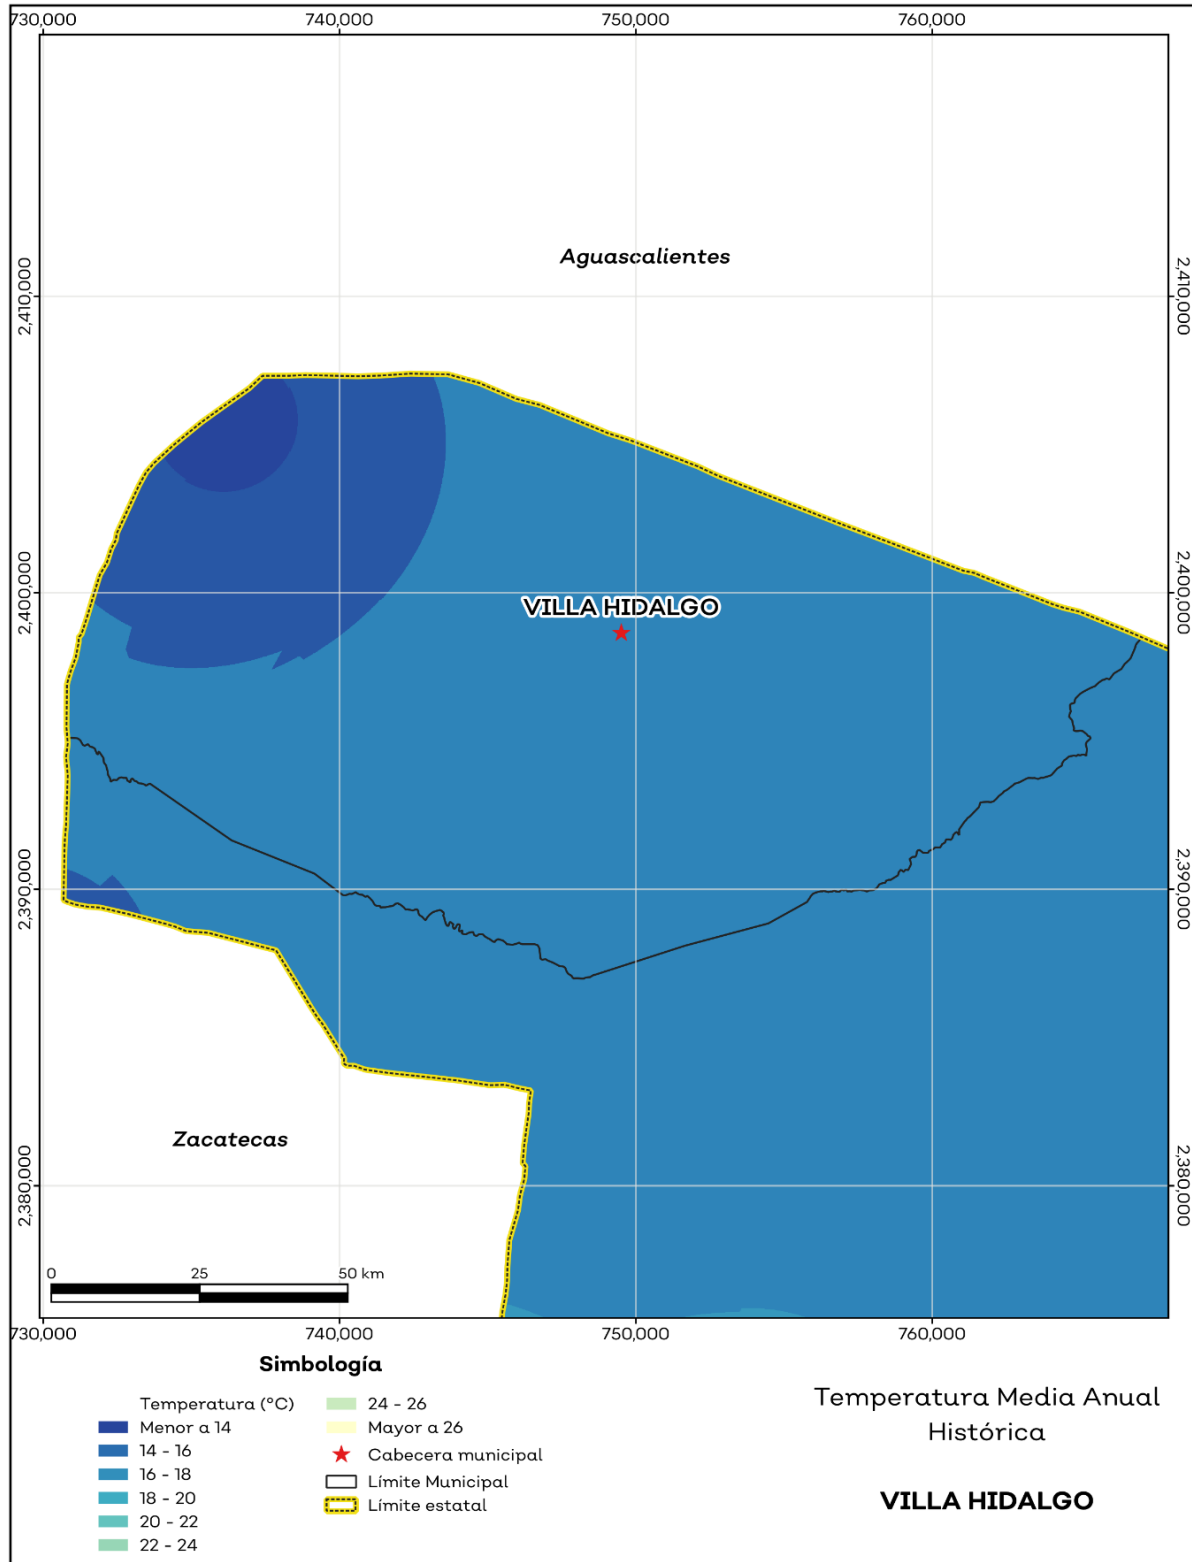 730,000 740,000 750,000 760,000
Aguascalientes
2,410,000 2,410,000
2,400,000 2,400,000
VILLA HIDALGO
2,390,000 2,390,000
Zacatecas
2,380,000 2,380,000
0 25 50 km
730,000 740,000 750,000 760,000
Simbología
Temperatura (°C)
Menor a 14
14 - 16
16 - 18
18 - 20
20 - 22
22 - 24
24 - 26
Mayor a 26
Cabecera municipal
Límite Municipal
Límite estatal
Temperatura Media Anual
Histórica
VILLA HIDALGO